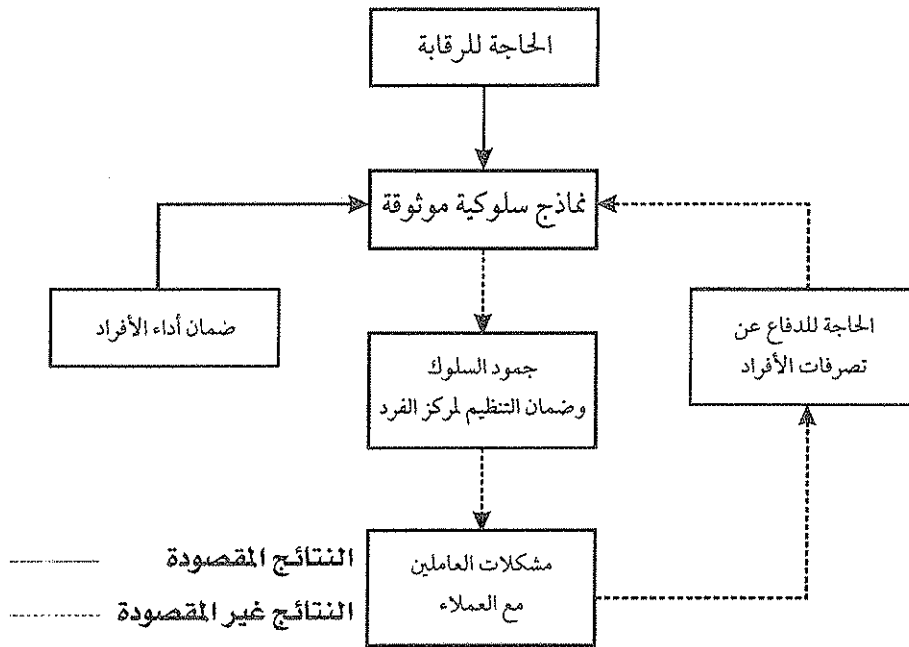 الحاجة للرقابة
نماذج سلوكية موثوقة
ضمان أداء الأفراد
الحاجة للدفاع عن
تصرفات الأفراد
جمود السلوك
وضمان التنظيم لمركز الفرد
مشكلات العاملين
مع العملاء
النتائج المقصودة
النتائج غير المقصودة